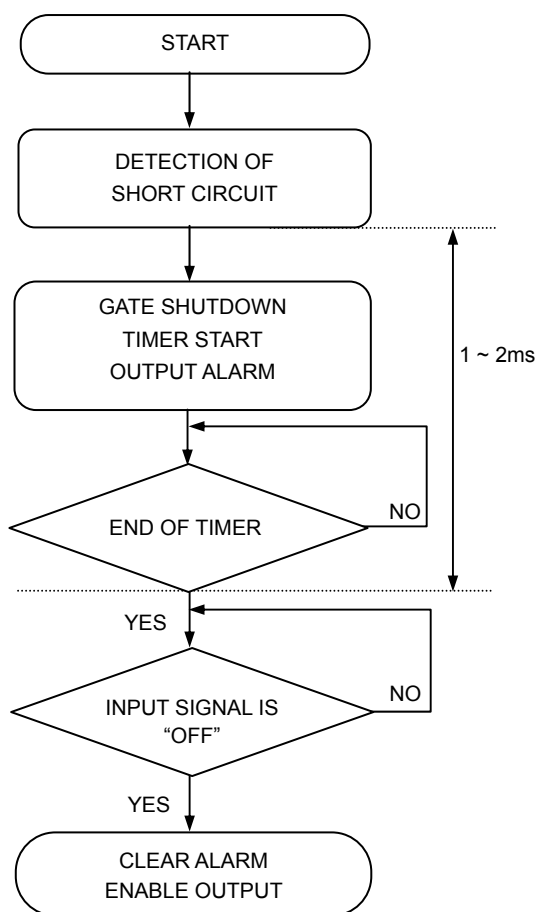 START
DETECTION OF
SHORT CIRCUIT
GATE SHUTDOWN
TIMER START
OUTPUT ALARM
1 ~ 2ms
END OF TIMER
NO
YES
INPUT SIGNAL IS
“OFF”
NO
YES
CLEAR ALARM
ENABLE OUTPUT